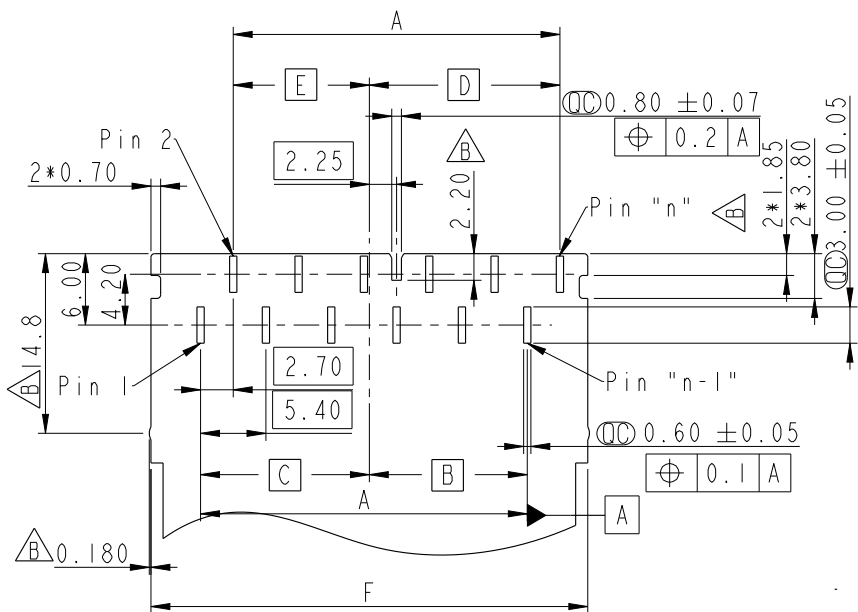 A
E
D
QC 0.80 ±0.07
⌖ 0.2 A
Pin 2
2.25
B
2*0.70
2.20
2*1.85
2*3.80
QC 3.00 ±0.05
Pin "n"
B
6.00
4.20
B 14.8
Pin 1
2.70
5.40
Pin "n-1"
QC 0.60 ±0.05
⌖ 0.1 A
C
B
A
A
B 0.180
F